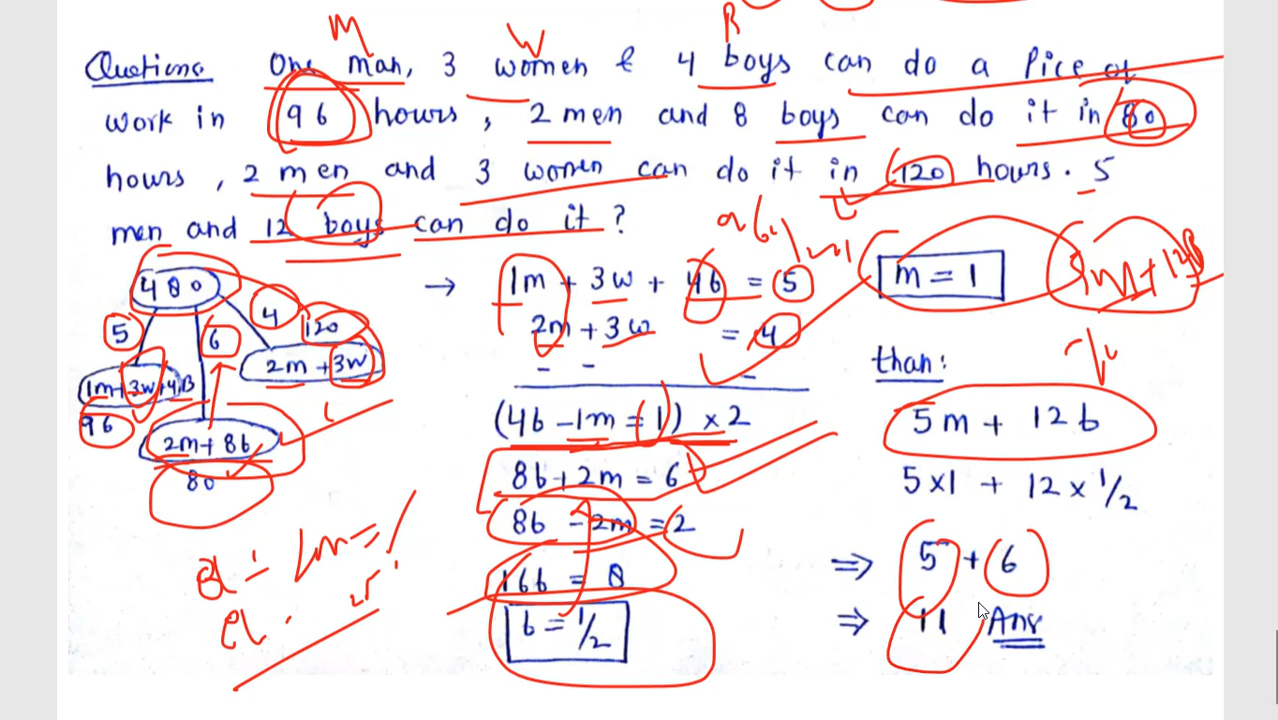 M W B
Question: One man, 3 women & 4 boys can do a Pice of
work in 96 hours, 2 men and 8 boys can do it in 80
hours, 2 men and 3 women can do it in 120 hours. 5
men and 12 boys can do it?
480
5 6 4 120
1m+3w+4B 2m+3w
96
2m+8b
80
→ 1m + 3w + 4b = 5
2m + 3w = 4
- - -
(4b - 1m = 1) × 2
8b + 2m = 6
8b - 2m = 2
16b = 8
b = 1/2
m = 1
5m+12B
than:
5m + 12b
5×1 + 12×1/2
⇒ 5 + 6
⇒ 11 Ans